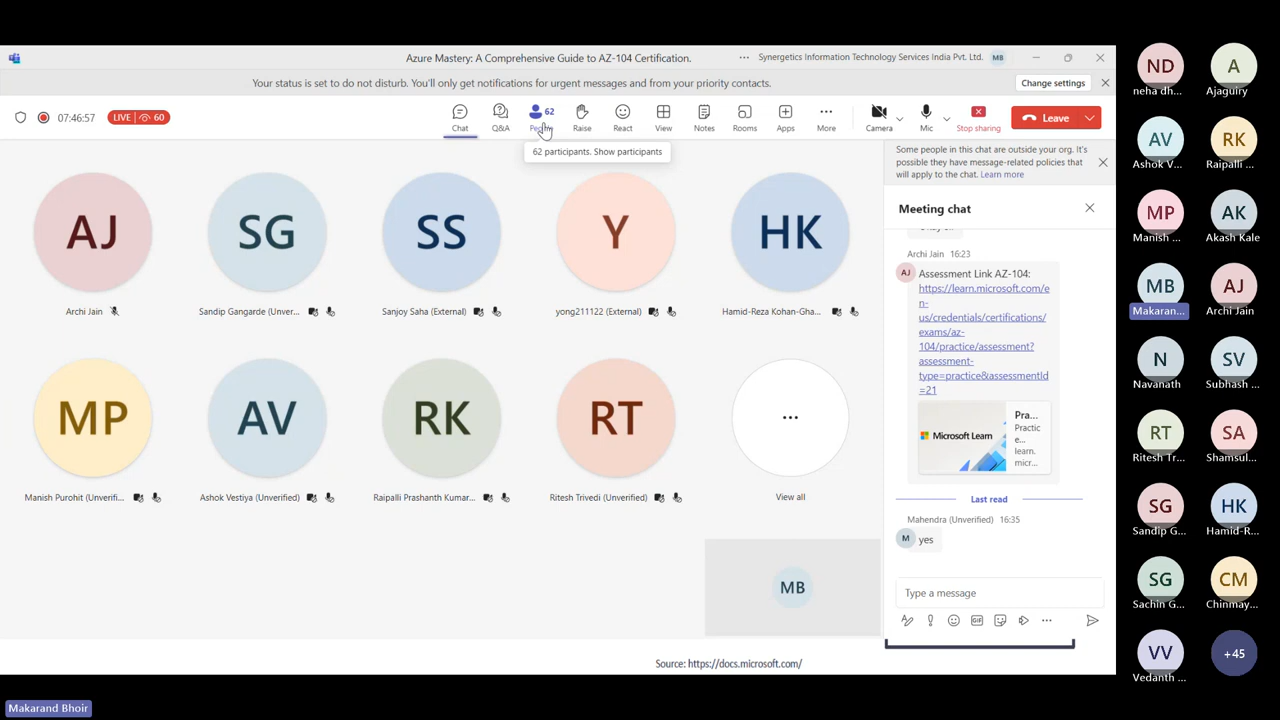 Azure Mastery: A Comprehensive Guide to AZ-104 Certification.
Synergetics Information Technology Services India Pvt. Ltd.
MB
Your status is set to do not disturb. You'll only get notifications for urgent messages and from your priority contacts.
Change settings
07:46:57
LIVE
60
Chat
Q&A
62
People
Raise
React
View
Notes
Rooms
Apps
More
Camera
Mic
Stop sharing
Leave
62 participants. Show participants
AJ
Archi Jain
SG
Sandip Gangarde (Unver...
SS
Sanjoy Saha (External)
Y
yong211122 (External)
HK
Hamid-Reza Kohan-Gha...
MP
Manish Purohit (Unverifi...
AV
Ashok Vestiya (Unverified)
RK
Raipalli Prashanth Kumar...
RT
Ritesh Trivedi (Unverified)
...
View all
MB
Some people in this chat are outside your org. It's
possible they have message-related policies that
will apply to the chat. Learn more
Meeting chat
Archi Jain 16:23
AJ
Assessment Link AZ-104:
https://learn.microsoft.com/e
n-
us/credentials/certifications/
exams/az-
104/practice/assessment?
assessment-
type=practice&assessmentId
=21
Microsoft Learn
Pra...
Practic
e...
learn.
micr...
Last read
Mahendra (Unverified) 16:35
M
yes
Type a message
GIF
Source: https://docs.microsoft.com/
ND
neha dh...
A
Ajaguiry
AV
Ashok V...
RK
Raipalli ...
MP
Manish ...
AK
Akash Kale
MB
Makaran...
AJ
Archi Jain
N
Navanath
SV
Subhash ...
RT
Ritesh Tr...
SA
Shamsul...
SG
Sandip G...
HK
Hamid-R...
SG
Sachin G...
CM
Chinmay...
VV
Vedanth ...
+45
Makarand Bhoir